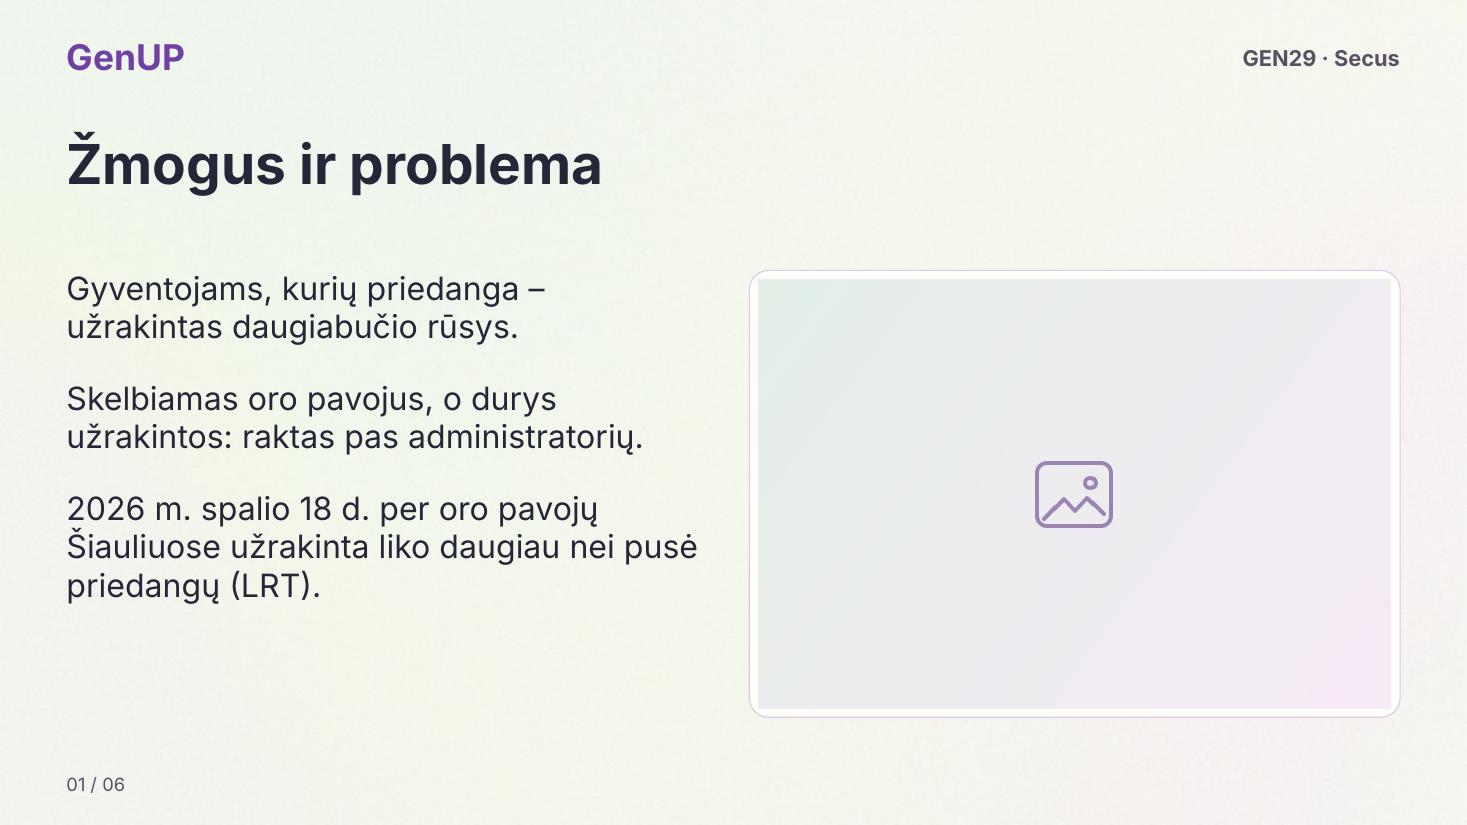 GenUP
GEN29 · Secus
Žmogus ir problema
Gyventojams, kurių priedanga –
užrakintas daugiabučio rūsys.
Skelbiamas oro pavojus, o durys
užrakintos: raktas pas administratorių.
2026 m. spalio 18 d. per oro pavojų
Šiauliuose užrakinta liko daugiau nei pusė
priedangų (LRT).
01 / 06